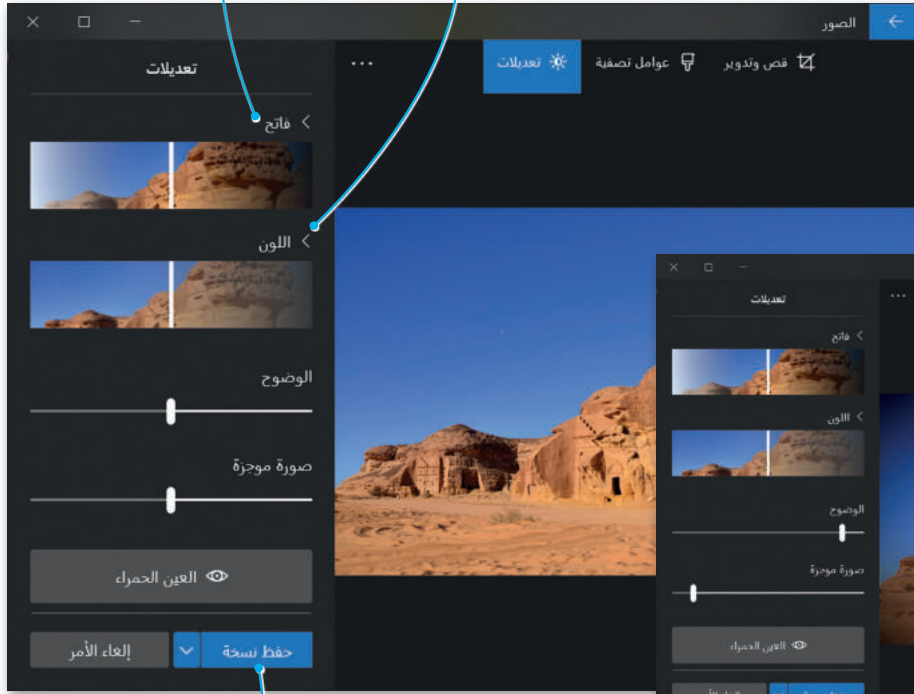 الصور
قص وتدوير
عوامل تصفية
تعديلات
تعديلات
فاتح
اللون
الوضوح
صورة موجزة
العين الحمراء
حفظ نسخة
إلغاء الأمر
تعديلات
فاتح
اللون
الوضوح
صورة موجزة
العين الحمراء